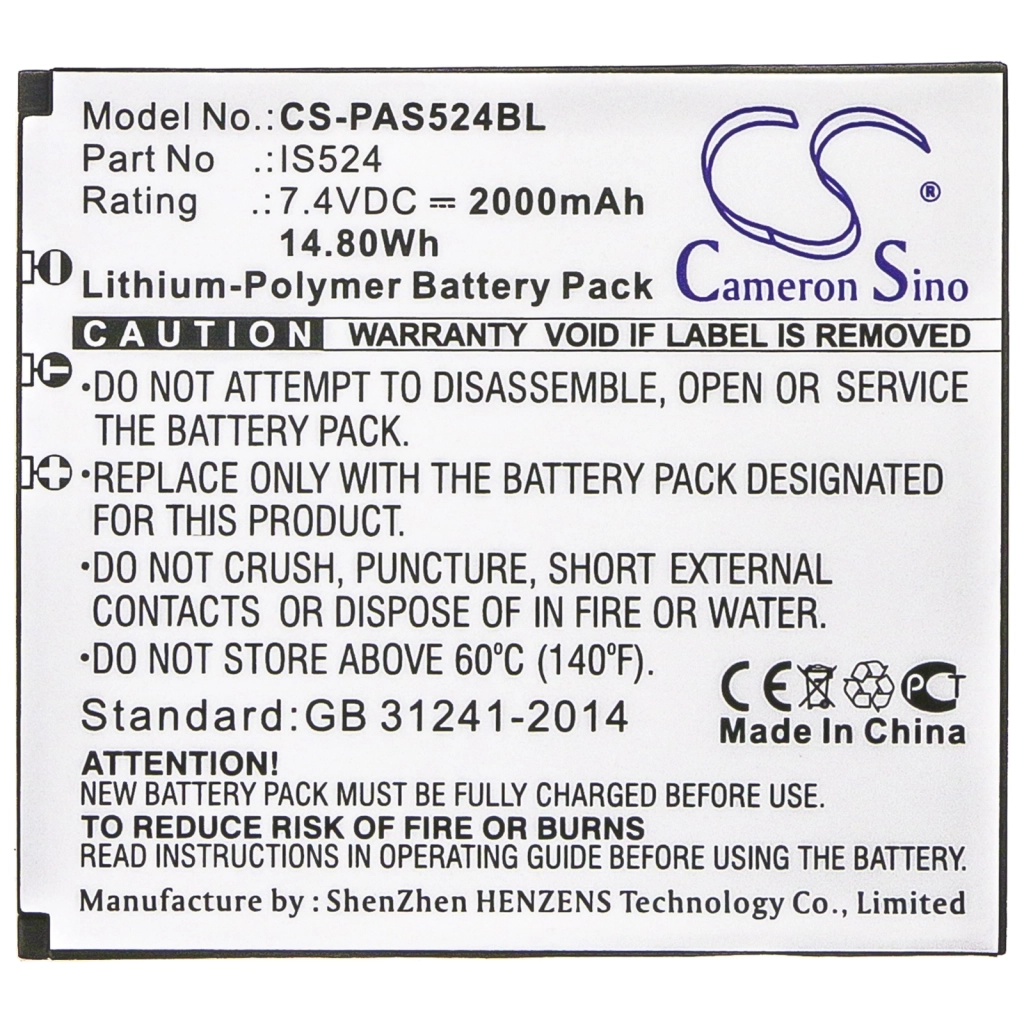 Model No.: CS-PAS524BL
Part No .: IS524
Rating .: 7.4VDC ⎓ 2000mAh
14.80Wh
Lithium-Polymer Battery Pack
CS ®
Cameron Sino
CAUTION WARRANTY VOID IF LABEL IS REMOVED
·DO NOT ATTEMPT TO DISASSEMBLE, OPEN OR SERVICE
THE BATTERY PACK.
·REPLACE ONLY WITH THE BATTERY PACK DESIGNATED
FOR THIS PRODUCT.
·DO NOT CRUSH, PUNCTURE, SHORT EXTERNAL
CONTACTS OR DISPOSE OF IN FIRE OR WATER.
·DO NOT STORE ABOVE 60°C (140°F).
CE PCT
Standard: GB 31241-2014
Made In China
ATTENTION!
NEW BATTERY PACK MUST BE FULLY CHARGED BEFORE USE.
TO REDUCE RISK OF FIRE OR BURNS
READ INSTRUCTIONS IN OPERATING GUIDE BEFORE USING THE BATTERY.
Manufacture by : ShenZhen HENZENS Technology Co., Limited